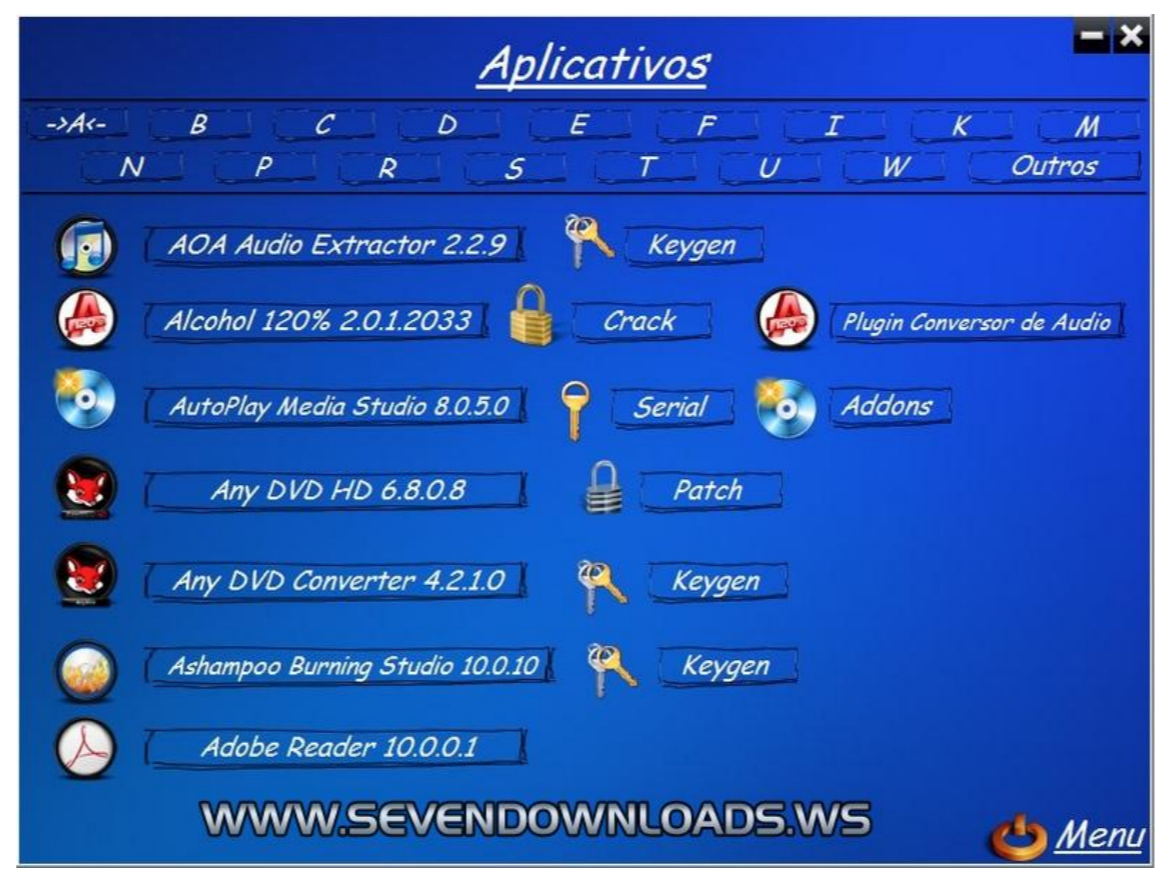 Aplicativos
->A<- B C D E F I K M
N P R S T U W Outros
AOA Audio Extractor 2.2.9 Keygen
Alcohol 120% 2.0.1.2033 Crack Plugin Conversor de Audio
AutoPlay Media Studio 8.0.5.0 Serial Addons
Any DVD HD 6.8.0.8 Patch
Any DVD Converter 4.2.1.0 Keygen
Ashampoo Burning Studio 10.0.10 Keygen
Adobe Reader 10.0.0.1
WWW.SEVENDOWNLOADS.WS
Menu